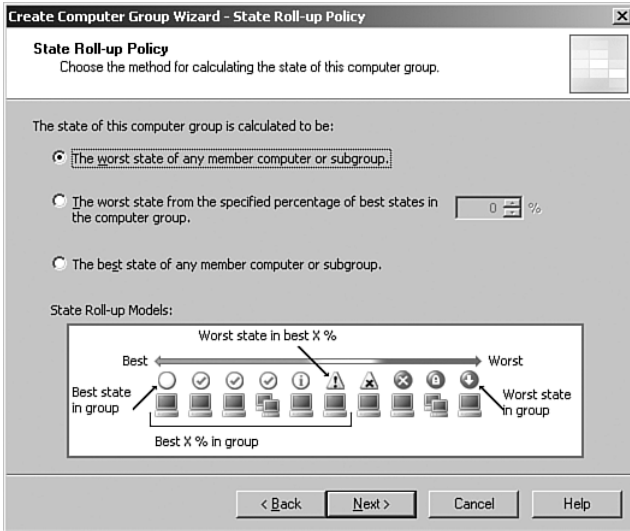 Create Computer Group Wizard - State Roll-up Policy
State Roll-up Policy
Choose the method for calculating the state of this computer group.
The state of this computer group is calculated to be:
The worst state of any member computer or subgroup.
The worst state from the specified percentage of best states in
the computer group.
0 %
The best state of any member computer or subgroup.
State Roll-up Models:
Worst state in best X %
Best
Worst
Best state
in group
Worst state
in group
Best X % in group
< Back
Next >
Cancel
Help